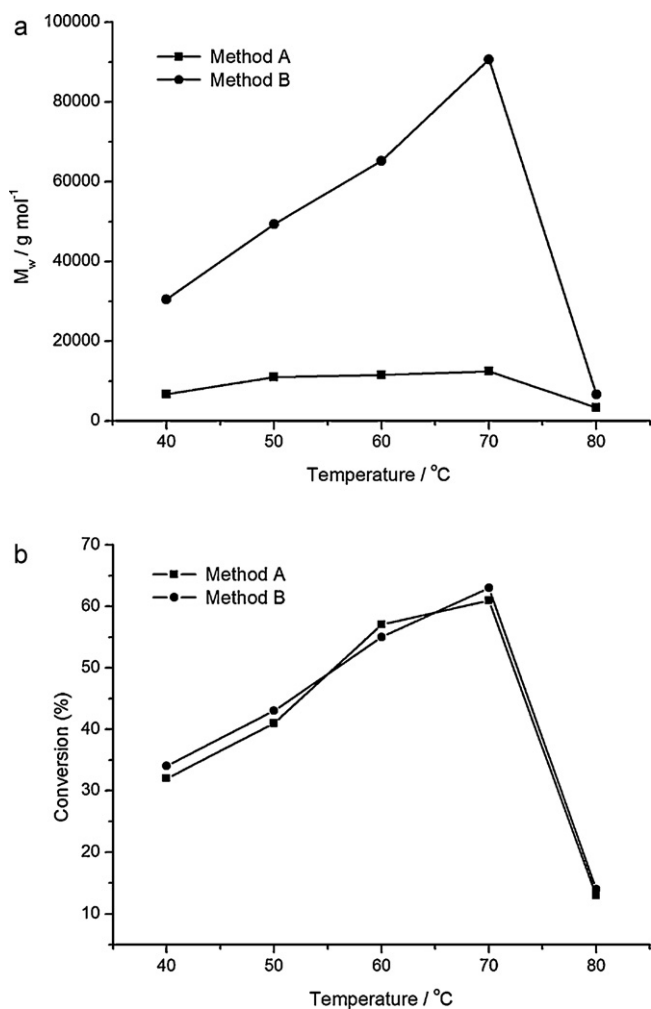 a
100000
80000
60000
40000
20000
0
M_w / g mol⁻¹
Method A
Method B
40 50 60 70 80
Temperature / °C
b
70
60
50
40
30
20
10
Conversion (%)
Method A
Method B
40 50 60 70 80
Temperature / °C